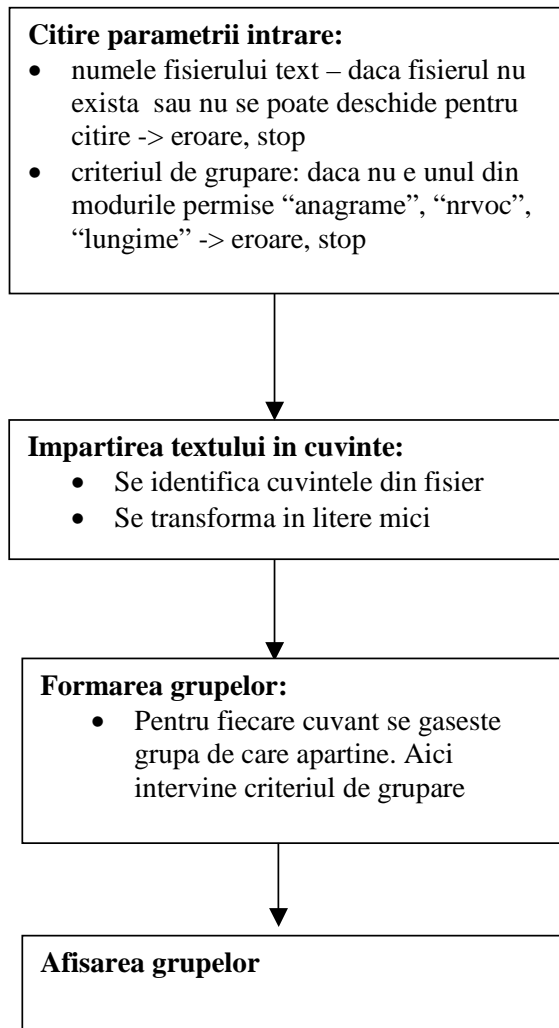 Citire parametrii intrare:
• numele fisierului text – daca fisierul nu
exista sau nu se poate deschide pentru
citire -> eroare, stop
• criteriul de grupare: daca nu e unul din
modurile permise “anagrame”, “nrvoc”,
“lungime” -> eroare, stop
Impartirea textului in cuvinte:
• Se identifica cuvintele din fisier
• Se transforma in litere mici
Formarea grupelor:
• Pentru fiecare cuvant se gaseste
grupa de care apartine. Aici
intervine criteriul de grupare
Afisarea grupelor